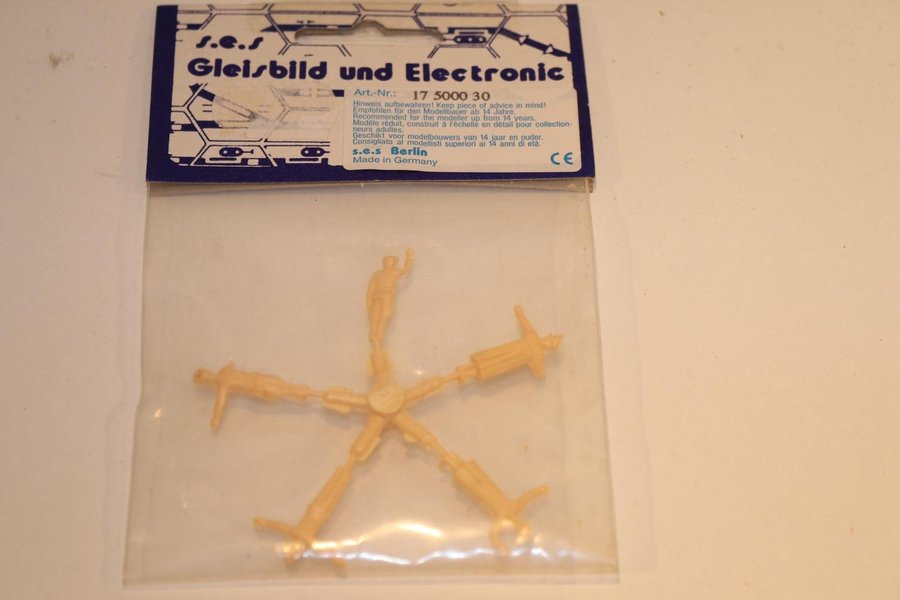 s.e.s
Gleisbild und Electronic
Art.-Nr.: 17 5000 30
Hinweis aufbewahren! Keep piece of advice in mind!
Empfohlen für den Modellbauer ab 14 Jahre.
Recommended for the modeller up from 14 years.
Modèle réduit, construit à l'échelle en détail pour collection-
neurs adultes.
Geschikt voor modelbouwers van 14 jaar en ouder.
Consigliato ai modellisti superiori ai 14 anni di età.
s.e.s Berlin
Made in Germany
CE